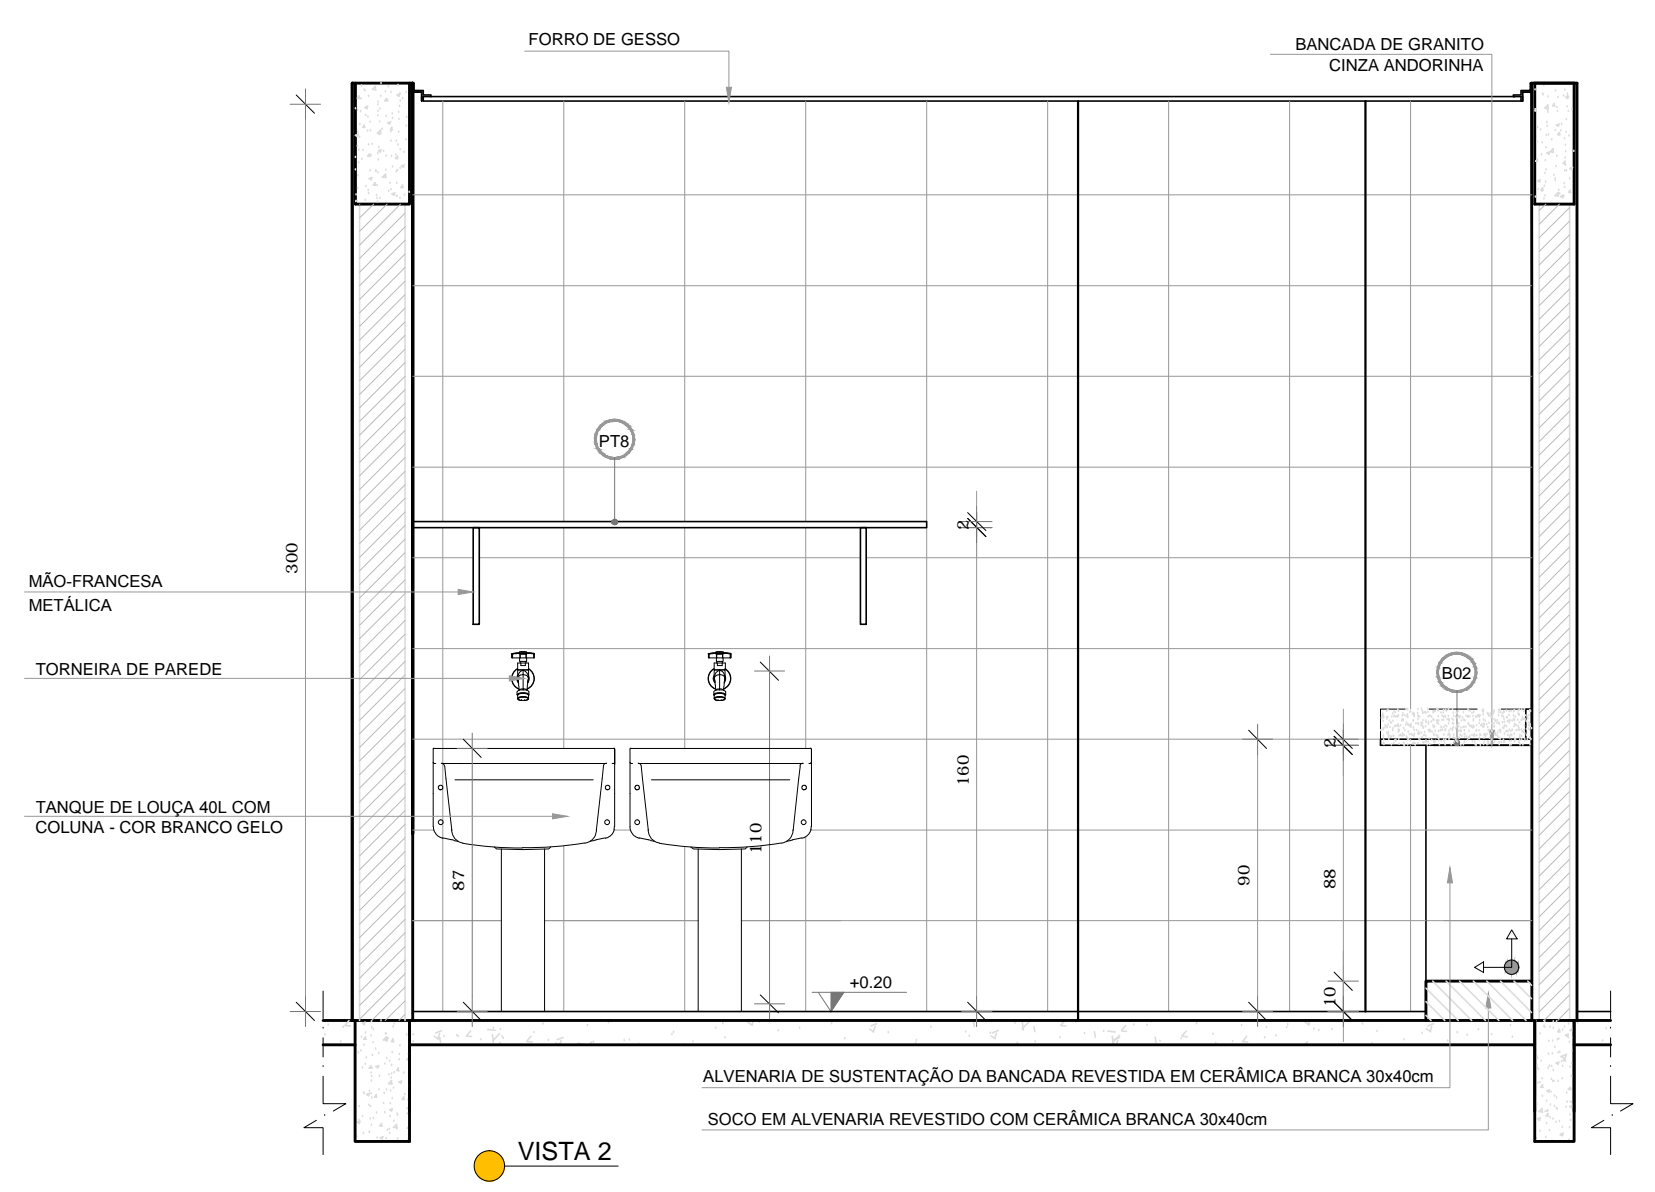 FORRO DE GESSO
BANCADA DE GRANITO
CINZA ANDORINHA
PT8
2
300
MÃO-FRANCESA
METÁLICA
TORNEIRA DE PAREDE
B02
2
160
TANQUE DE LOUÇA 40L COM
COLUNA - COR BRANCO GELO
110
87
90
88
+0.20
10
ALVENARIA DE SUSTENTAÇÃO DA BANCADA REVESTIDA EM CERÂMICA BRANCA 30x40cm
SOCO EM ALVENARIA REVESTIDO COM CERÂMICA BRANCA 30x40cm
VISTA 2